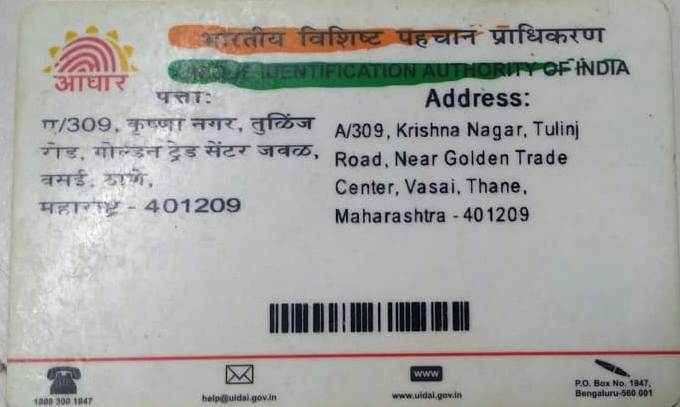 भारतीय विशिष्ट पहचान प्राधिकरण
UNIQUE IDENTIFICATION AUTHORITY OF INDIA
आधार
पत्ता:
ए/309, कृष्णा नगर, तुळिंज
रोड, गोल्डन ट्रेड सेंटर जवळ,
वसई, ठाणे,
महाराष्ट्र - 401209
Address:
A/309, Krishna Nagar, Tulinj
Road, Near Golden Trade
Center, Vasai, Thane,
Maharashtra - 401209
1800 300 1947
help@uidai.gov.in
www
www.uidai.gov.in
P.O. Box No. 1947,
Bengaluru-560 001